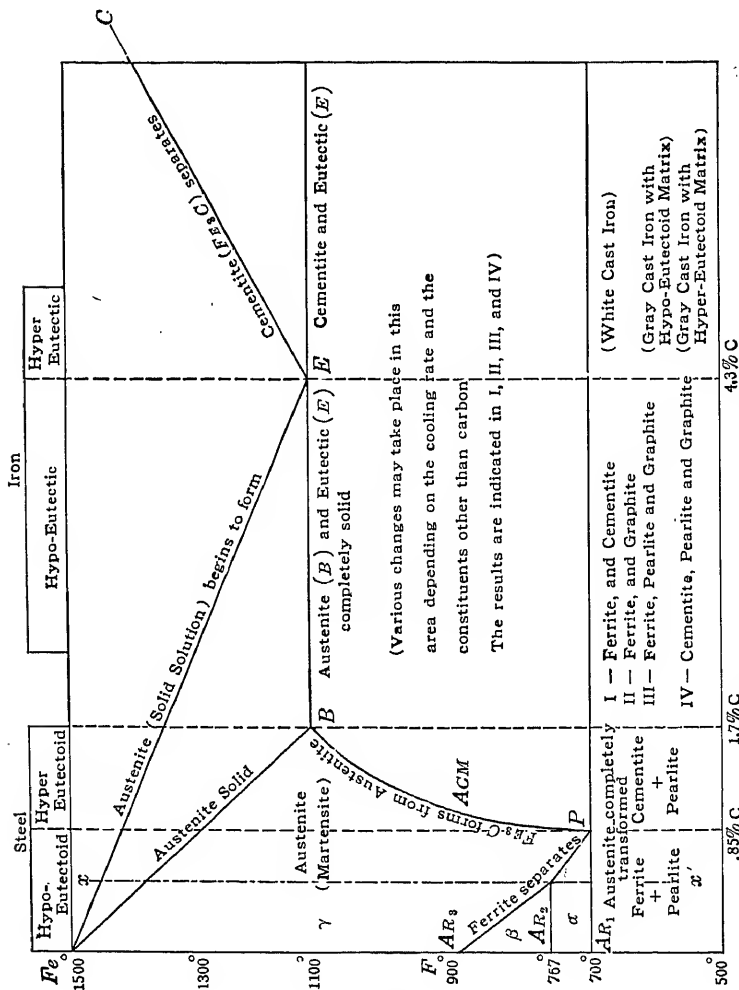 Steel
Iron
Hypo-
Eutectoid
Hyper
Eutectoid
Hypo-Eutectic
Hyper
Eutectic
Fe
1500°
1300°
1100°
F
900°
767°
700°
500°
C
x
Austenite (Solid Solution) begins to form
Cementite (FE3C) separates
Austenite Solid
B
E
Austenite (B) and Eutectic (E)
completely solid
Cementite and Eutectic (E)
γ
Austenite
(Martensite)
FE3-C-forms from Austentite
ACM
(Various changes may take place in this
area depending on the cooling rate and the
constituents other than carbon
The results are indicated in I, II, III, and IV)
AR3
Ferrite separates
β
AR2
α
P
AR1
Austenite completely
transformed
Ferrite
+
Pearlite
x'
Cementite
+
Pearlite
I — Ferrite, and Cementite
(White Cast Iron)
II — Ferrite, and Graphite
III — Ferrite, Pearlite and Graphite
(Gray Cast Iron with
Hypo-Eutectoid Matrix)
IV — Cementite, Pearlite and Graphite
(Gray Cast Iron with
Hyper-Eutectoid Matrix)
.85% C
1.7% C
4.3% C